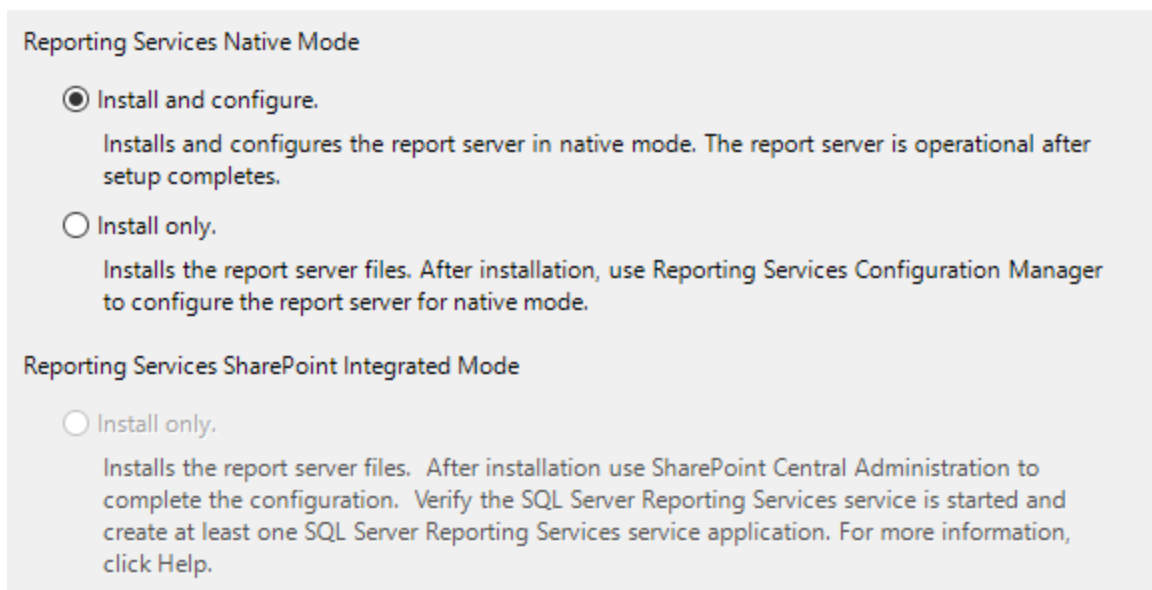 Reporting Services Native Mode
Install and configure.
Installs and configures the report server in native mode. The report server is operational after
setup completes.
Install only.
Installs the report server files. After installation, use Reporting Services Configuration Manager
to configure the report server for native mode.
Reporting Services SharePoint Integrated Mode
Install only.
Installs the report server files.  After installation use SharePoint Central Administration to
complete the configuration.  Verify the SQL Server Reporting Services service is started and
create at least one SQL Server Reporting Services service application. For more information,
click Help.